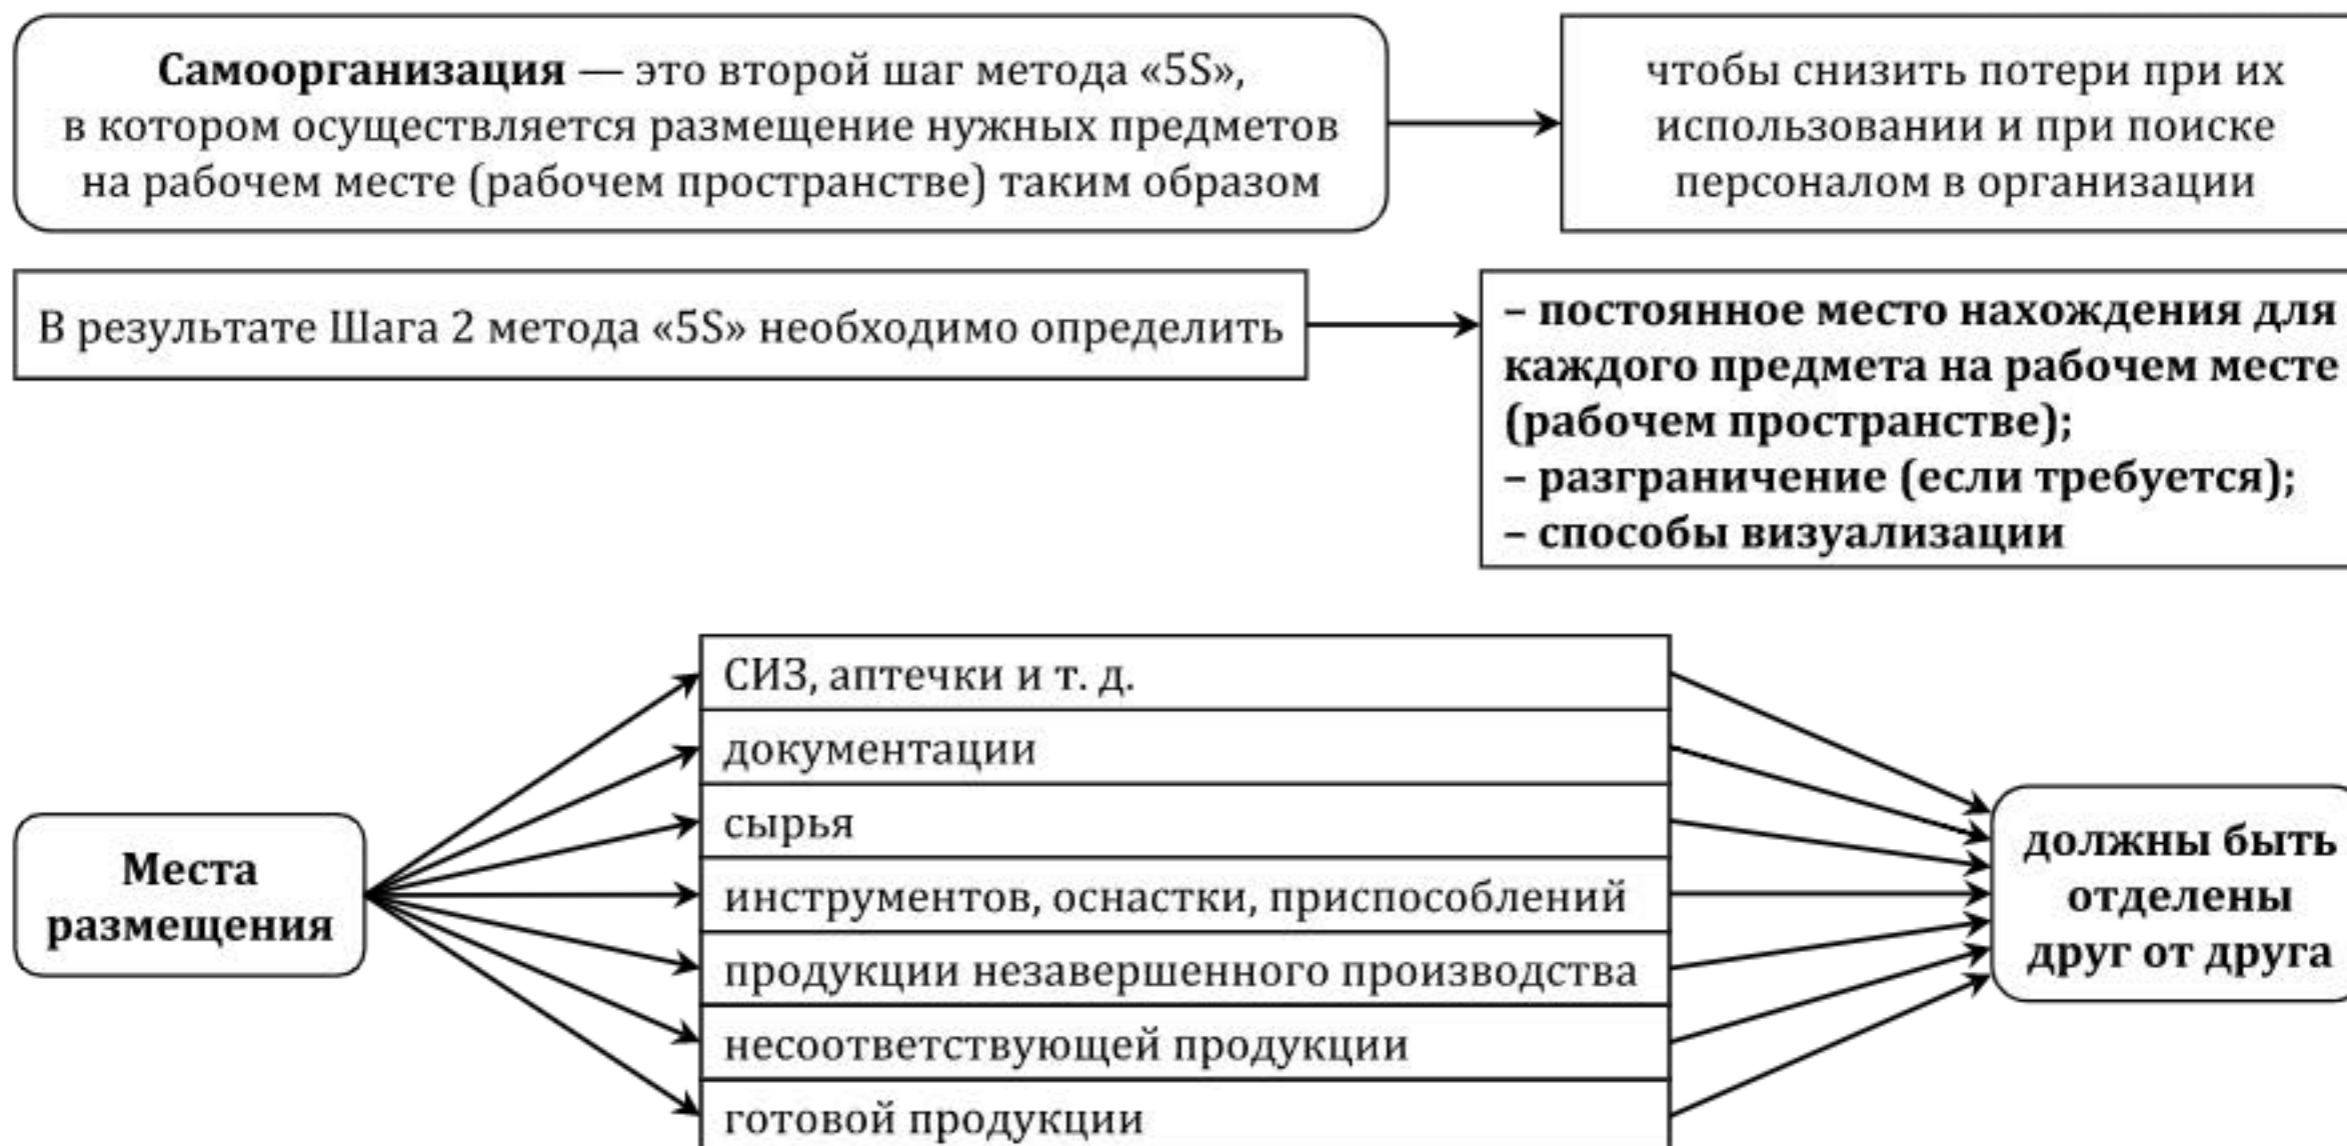 Самоорганизация — это второй шаг метода «5S»,
в котором осуществляется размещение нужных предметов
на рабочем месте (рабочем пространстве) таким образом
чтобы снизить потери при их
использовании и при поиске
персоналом в организации
В результате Шага 2 метода «5S» необходимо определить
– постоянное место нахождения для
каждого предмета на рабочем месте
(рабочем пространстве);
– разграничение (если требуется);
– способы визуализации
Места
размещения
СИЗ, аптечки и т. д.
документации
сырья
инструментов, оснастки, приспособлений
продукции незавершенного производства
несоответствующей продукции
готовой продукции
должны быть
отделены
друг от друга